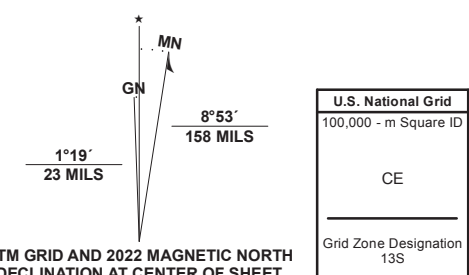 ★
MN
GN
8°53´
158 MILS
1°19´
23 MILS
TM GRID AND 2022 MAGNETIC NORTH
DECLINATION AT CENTER OF SHEET
U.S. National Grid
100,000 - m Square ID
CE
Grid Zone Designation
13S